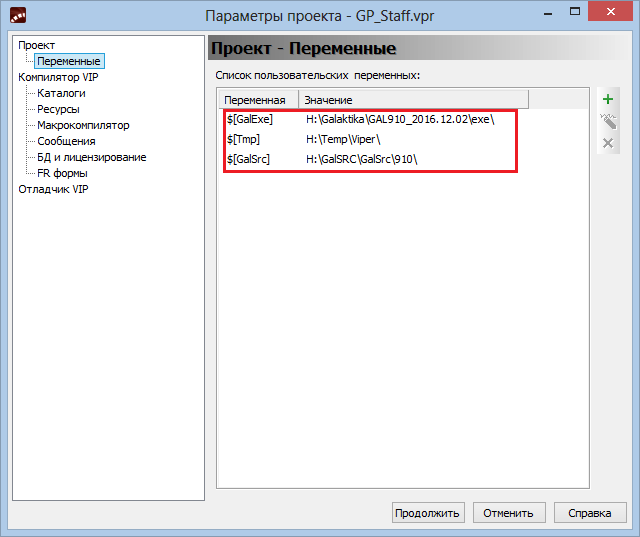 Параметры проекта - GP_Staff.vpr
Проект
Переменные
Компилятор VIP
Каталоги
Ресурсы
Макрокомпилятор
Сообщения
БД и лицензирование
FR формы
Отладчик VIP
Проект - Переменные
Список пользовательских переменных:
Переменная Значение
$[GalExe] H:\Galaktika\GAL910_2016.12.02\exe\
$[Tmp] H:\Temp\Viper\
$[GalSrc] H:\GalSRC\GalSrc\910\
Продолжить Отменить Справка